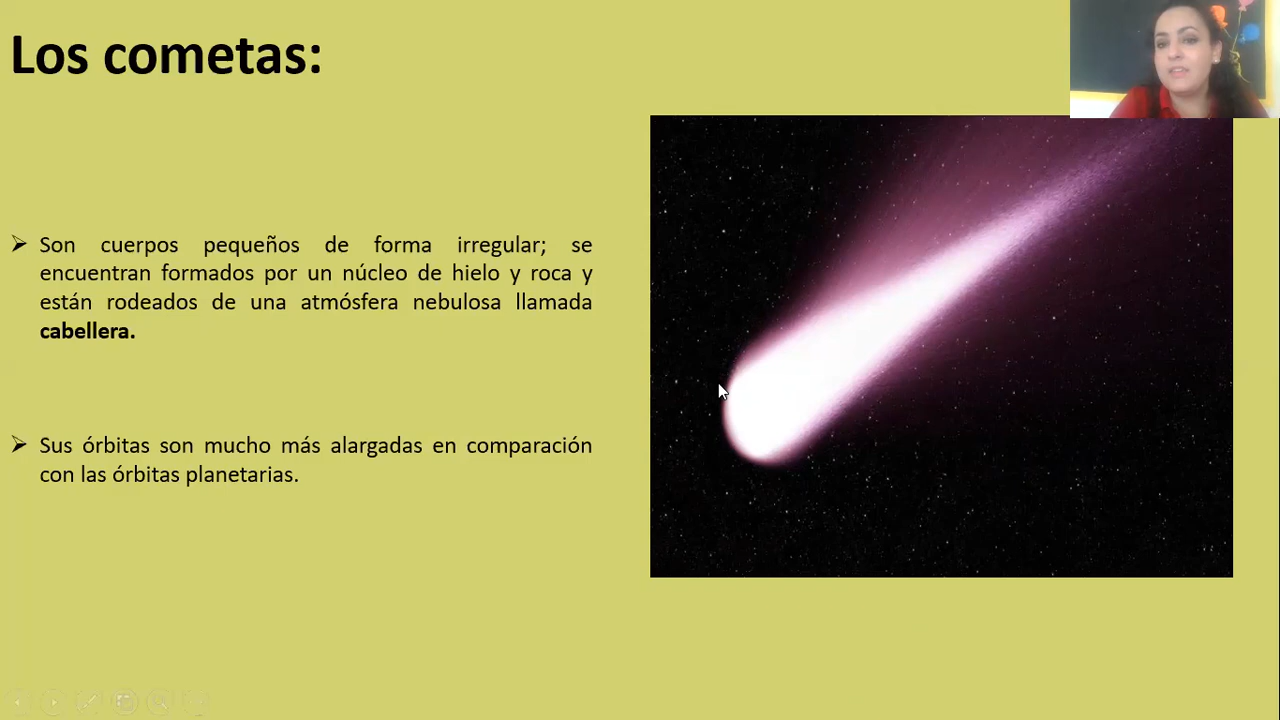 Los cometas:
Son cuerpos pequeños de forma irregular; se
encuentran formados por un núcleo de hielo y roca y
están rodeados de una atmósfera nebulosa llamada
cabellera.
Sus órbitas son mucho más alargadas en comparación
con las órbitas planetarias.